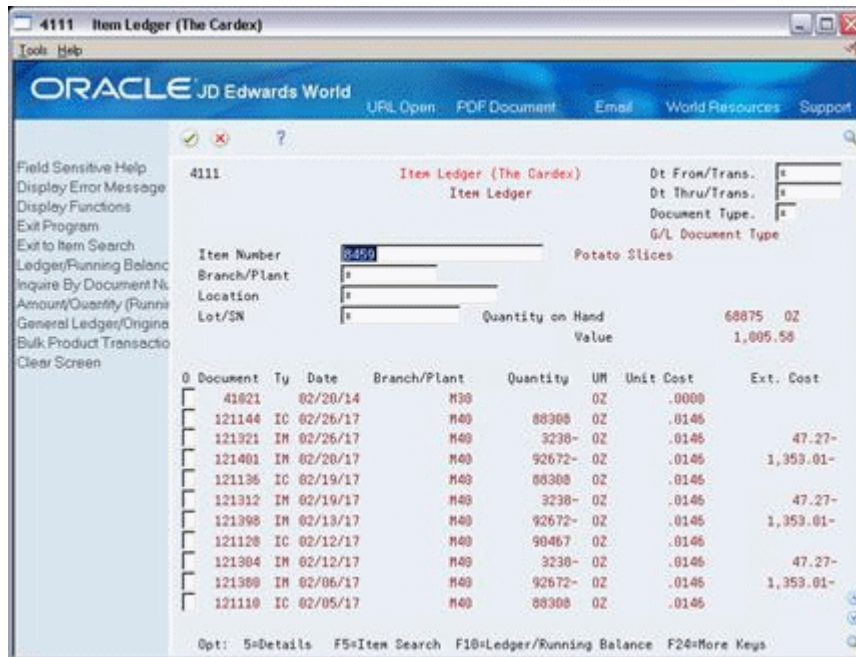 4111 Item Ledger (The Cardex)
Tools Help
ORACLE JD Edwards World
URL Open PDF Document Email World Resources Support
?
Field Sensitive Help
Display Error Message
Display Functions
Exit Program
Exit to Item Search
Ledger/Running Balanc
Inquire By Document Nu
Amount/Quantity (Runnin
General Ledger/Origina
Bulk Product Transactio
Clear Screen
4111 Item Ledger (The Cardex) Dt From/Trans. *
Item Ledger Dt Thru/Trans. *
Document Type. *
G/L Document Type
Item Number 8459 Potato Slices
Branch/Plant *
Location *
Lot/SN * Quantity on Hand 68875 OZ
Value 1,005.58
O Document Ty Date Branch/Plant Quantity UM Unit Cost Ext. Cost
41021 02/20/14 M30 OZ .0000
121144 IC 02/26/17 M40 88308 OZ .0146
121321 IM 02/26/17 M40 3238- OZ .0146 47.27-
121401 IM 02/20/17 M40 92672- OZ .0146 1,353.01-
121136 IC 02/19/17 M40 88308 OZ .0146
121312 IM 02/19/17 M40 3238- OZ .0146 47.27-
121398 IM 02/13/17 M40 92672- OZ .0146 1,353.01-
121128 IC 02/12/17 M40 90467 OZ .0146
121304 IM 02/12/17 M40 3238- OZ .0146 47.27-
121380 IM 02/06/17 M40 92672- OZ .0146 1,353.01-
121110 IC 02/05/17 M40 88308 OZ .0146
Opt: 5=Details F5=Item Search F10=Ledger/Running Balance F24=More Keys